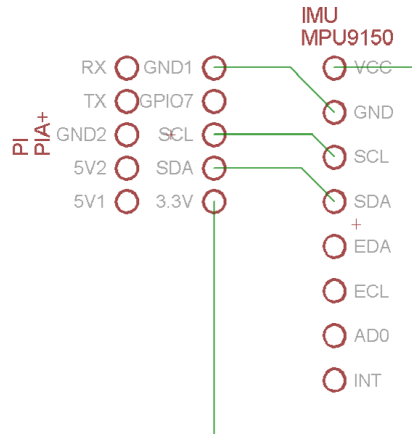 IMU
MPU9150
PI
PIA+
RX GND1
TX GPIO7
GND2 SCL
5V2 SDA
5V1 3.3V
VCC
GND
SCL
SDA
EDA
ECL
AD0
INT